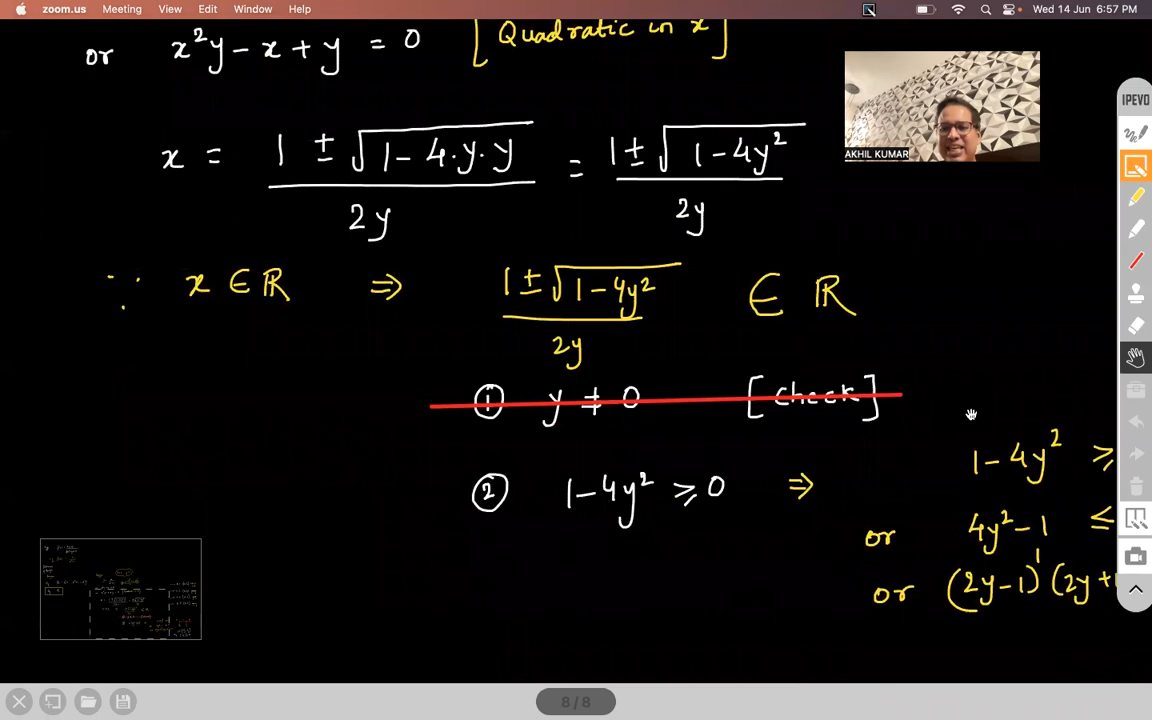 zoom.us Meeting View Edit Window Help Wed 14 Jun 6:57 PM
or x²y - x + y = 0 [Quadratic in x]
IPEVO
AKHIL KUMAR
x = 1 ± √1 - 4.y.y / 2y = 1 ± √1 - 4y² / 2y
∵ x ∈ ℝ ⇒ 1 ± √1 - 4y² / 2y ∈ ℝ
① y ≠ 0 [Check]
② 1 - 4y² ≥ 0 ⇒ 1 - 4y² ≥
or 4y² - 1 ≤
or (2y - 1) (2y +
8 / 8